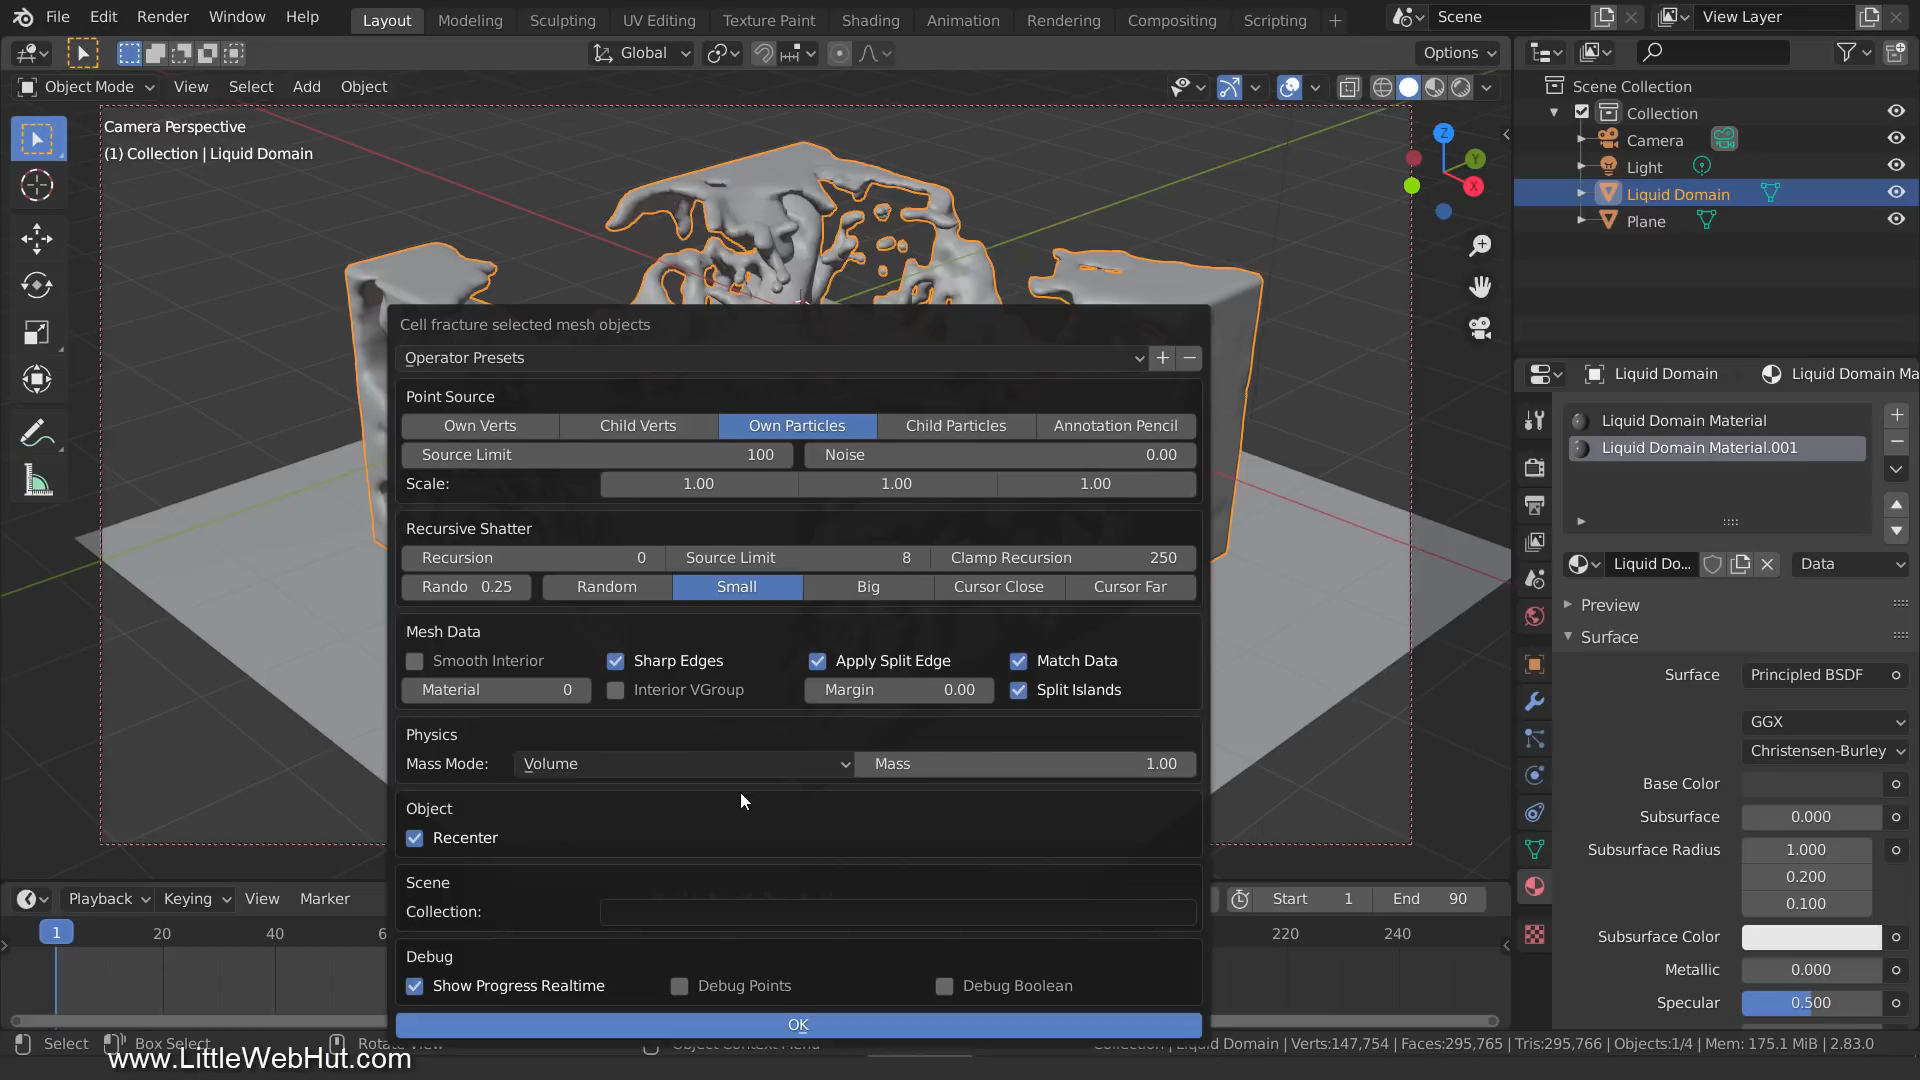 File Edit Render Window Help Layout Modeling Sculpting UV Editing Texture Paint Shading Animation Rendering Compositing Scripting + Scene View Layer
Global Options
Object Mode View Select Add Object
Camera Perspective
(1) Collection | Liquid Domain
Z
Y
X
Scene Collection
Collection
Camera
Light
Liquid Domain
Plane
Cell fracture selected mesh objects
Operator Presets
Point Source
Own Verts Child Verts Own Particles Child Particles Annotation Pencil
Source Limit 100 Noise 0.00
Scale: 1.00 1.00 1.00
Recursive Shatter
Recursion 0 Source Limit 8 Clamp Recursion 250
Rando 0.25 Random Small Big Cursor Close Cursor Far
Mesh Data
Smooth Interior Sharp Edges Apply Split Edge Match Data
Material 0 Interior VGroup Margin 0.00 Split Islands
Physics
Mass Mode: Volume Mass 1.00
Object
Recenter
Scene
Collection:
Debug
Show Progress Realtime Debug Points Debug Boolean
OK
Liquid Domain Liquid Domain Ma
Liquid Domain Material
Liquid Domain Material.001
Liquid Do... Data
Preview
Surface
Surface Principled BSDF
GGX
Christensen-Burley
Base Color
Subsurface 0.000
Subsurface Radius 1.000
0.200
0.100
Subsurface Color
Metallic 0.000
Specular 0.500
Playback Keying View Marker Start 1 End 90
1 20 40 6 220 240
Select Box Select Rotate View Object Context Menu Collection | Liquid Domain | Verts:147,754 | Faces:295,765 | Tris:295,766 | Objects:1/4 | Mem: 175.1 MiB | 2.83.0
www.LittleWebHut.com